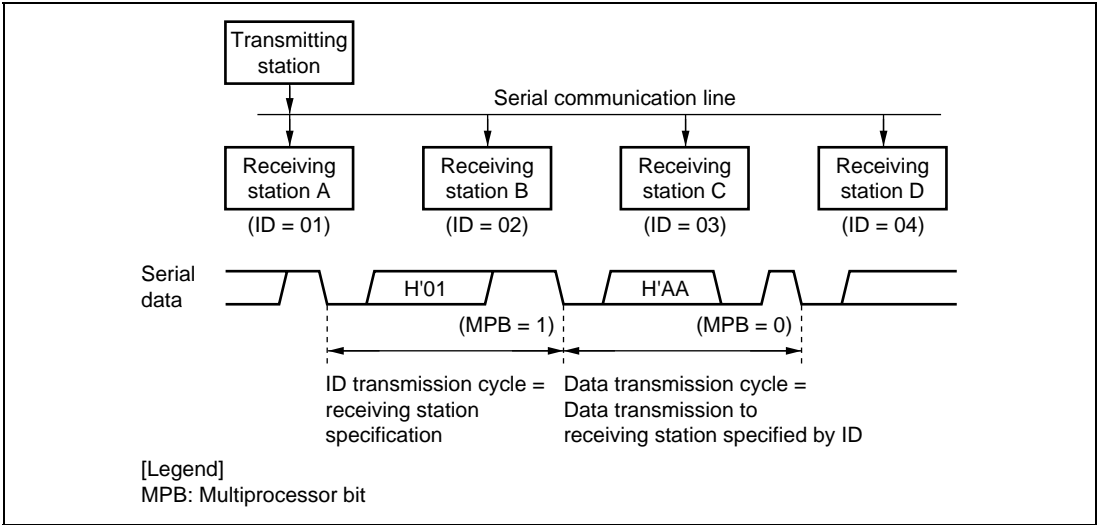 Transmitting
station
Serial communication line
Receiving
station A
Receiving
station B
Receiving
station C
Receiving
station D
(ID = 01)
(ID = 02)
(ID = 03)
(ID = 04)
Serial
data
H'01
H'AA
(MPB = 1)
(MPB = 0)
ID transmission cycle =
receiving station
specification
Data transmission cycle =
Data transmission to
receiving station specified by ID
[Legend]
MPB: Multiprocessor bit